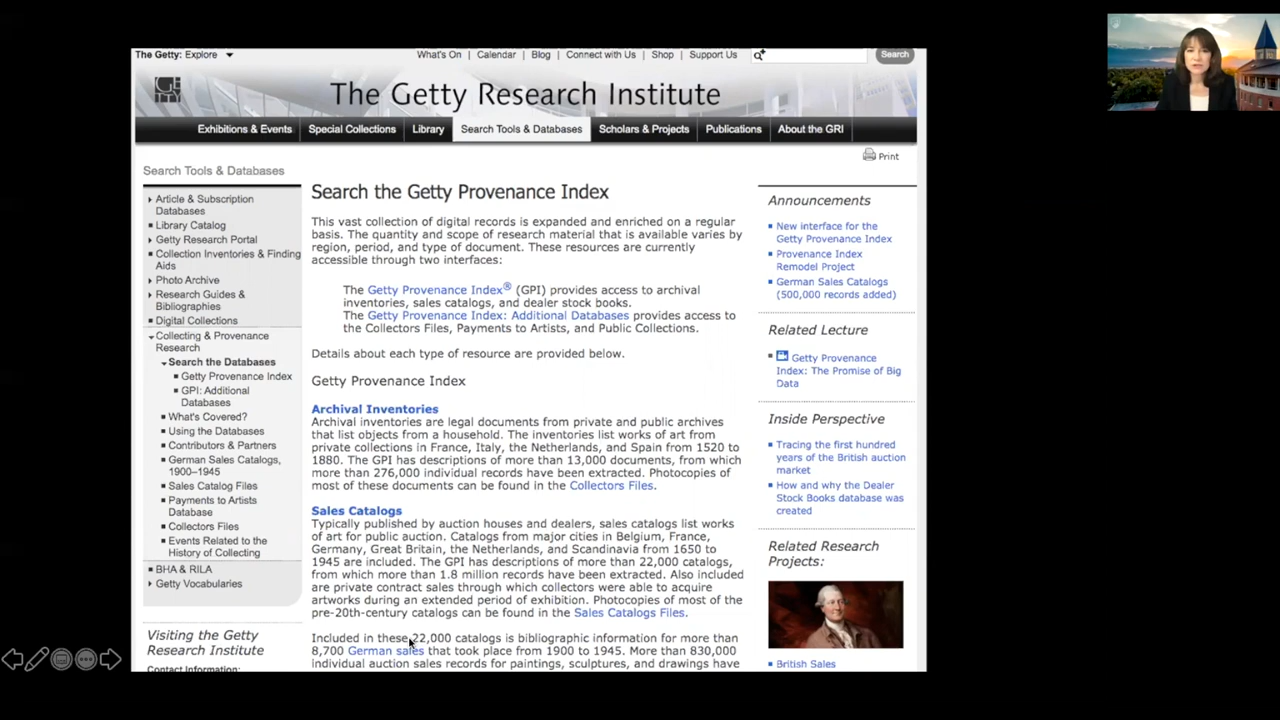 The Getty: Explore
What's On | Calendar | Blog | Connect with Us | Shop | Support Us
Search
The Getty Research Institute
Exhibitions & Events | Special Collections | Library | Search Tools & Databases | Scholars & Projects | Publications | About the GRI
Print
Search Tools & Databases
Article & Subscription
Databases
Library Catalog
Getty Research Portal
Collection Inventories & Finding
Aids
Photo Archive
Research Guides &
Bibliographies
Digital Collections
Collecting & Provenance
Research
Search the Databases
Getty Provenance Index
GPI: Additional
Databases
What's Covered?
Using the Databases
Contributors & Partners
German Sales Catalogs,
1900–1945
Sales Catalog Files
Payments to Artists
Database
Collectors Files
Events Related to the
History of Collecting
BHA & RILA
Getty Vocabularies
Visiting the Getty
Research Institute
Contact Information:
Search the Getty Provenance Index
This vast collection of digital records is expanded and enriched on a regular
basis. The quantity and scope of research material that is available varies by
region, period, and type of document. These resources are currently
accessible through two interfaces:
The Getty Provenance Index® (GPI) provides access to archival
inventories, sales catalogs, and dealer stock books.
The Getty Provenance Index: Additional Databases provides access to
the Collectors Files, Payments to Artists, and Public Collections.
Details about each type of resource are provided below.
Getty Provenance Index
Archival Inventories
Archival inventories are legal documents from private and public archives
that list objects from a household. The inventories list works of art from
private collections in France, Italy, the Netherlands, and Spain from 1520 to
1880. The GPI has descriptions of more than 13,000 documents, from which
more than 276,000 individual records have been extracted. Photocopies of
most of these documents can be found in the Collectors Files.
Sales Catalogs
Typically published by auction houses and dealers, sales catalogs list works
of art for public auction. Catalogs from major cities in Belgium, France,
Germany, Great Britain, the Netherlands, and Scandinavia from 1650 to
1945 are included. The GPI has descriptions of more than 22,000 catalogs,
from which more than 1.8 million records have been extracted. Also included
are private contract sales through which collectors were able to acquire
artworks during an extended period of exhibition. Photocopies of most of the
pre-20th-century catalogs can be found in the Sales Catalogs Files.
Included in these 22,000 catalogs is bibliographic information for more than
8,700 German sales that took place from 1900 to 1945. More than 830,000
individual auction sales records for paintings, sculptures, and drawings have
Announcements
New interface for the
Getty Provenance Index
Provenance Index
Remodel Project
German Sales Catalogs
(500,000 records added)
Related Lecture
Getty Provenance
Index: The Promise of Big
Data
Inside Perspective
Tracing the first hundred
years of the British auction
market
How and why the Dealer
Stock Books database was
created
Related Research
Projects:
British Sales